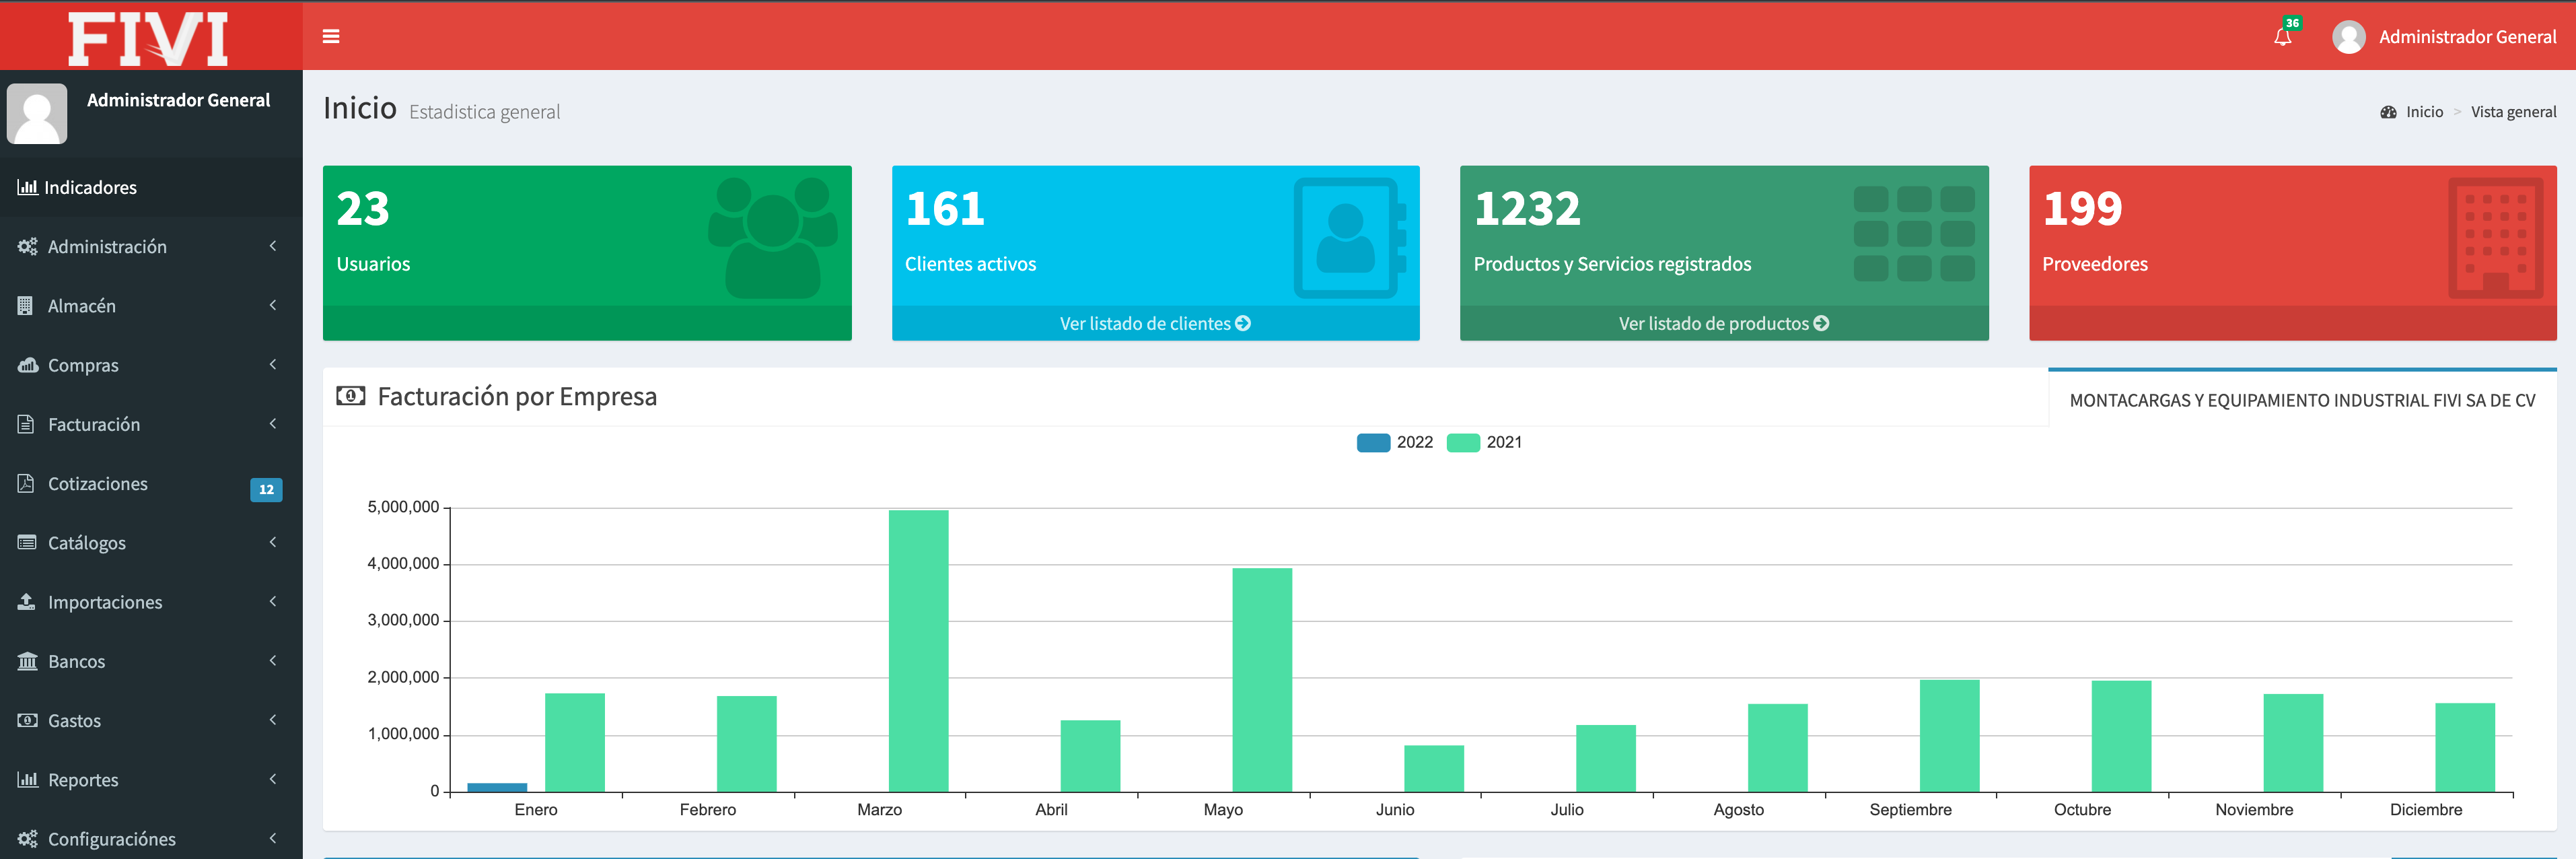 FIVI
36
Administrador General
Administrador General
Inicio Estadistica general
Inicio > Vista general
Indicadores
Administración
Almacén
Compras
Facturación
Cotizaciones
12
Catálogos
Importaciones
Bancos
Gastos
Reportes
Configuraciónes
23
Usuarios
161
Clientes activos
Ver listado de clientes
1232
Productos y Servicios registrados
Ver listado de productos
199
Proveedores
Facturación por Empresa
MONTACARGAS Y EQUIPAMIENTO INDUSTRIAL FIVI SA DE CV
2022 2021
5,000,000
4,000,000
3,000,000
2,000,000
1,000,000
0
Enero Febrero Marzo Abril Mayo Junio Julio Agosto Septiembre Octubre Noviembre Diciembre